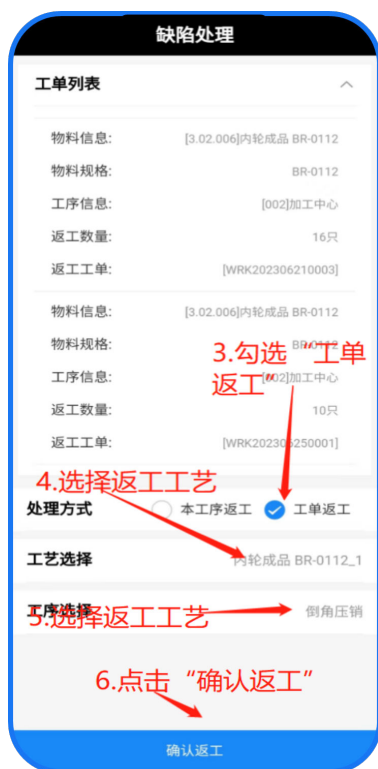 缺陷处理
工单列表
物料信息: [3.02.006]内轮成品 BR-0112
物料规格: BR-0112
工序信息: [002]加工中心
返工数量: 16只
返工工单: [WRK202306210003]
物料信息: [3.02.006]内轮成品 BR-0112
物料规格: BR-0112
3.勾选“工单
返工”
工序信息: [002]加工中心
返工数量: 10只
返工工单: [WRK202306250001]
4.选择返工工艺
处理方式 本工序返工 工单返工
工艺选择 内轮成品 BR-0112_1
工序选择 倒角压销
5.选择返工工艺
6.点击“确认返工”
确认返工